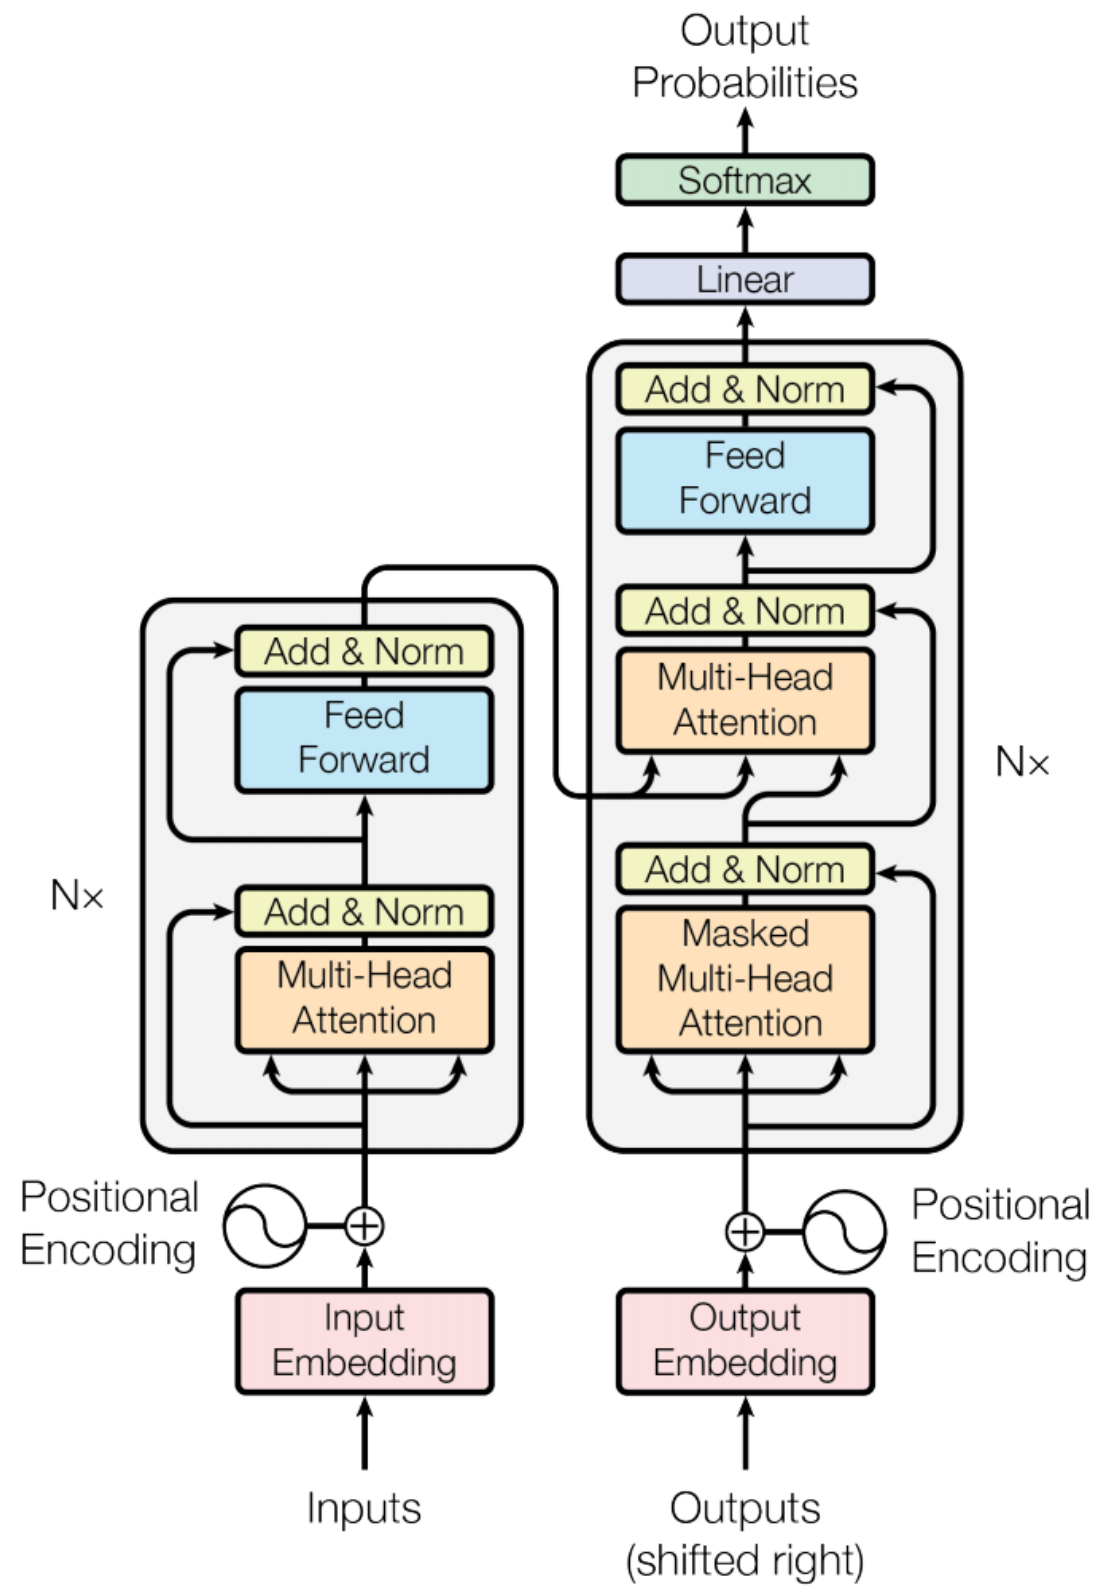 Output
Probabilities
Softmax
Linear
Add & Norm
Feed
Forward
Add & Norm
Multi-Head
Attention
Add & Norm
Masked
Multi-Head
Attention
N×
Add & Norm
Feed
Forward
Add & Norm
Multi-Head
Attention
N×
Positional
Encoding
Positional
Encoding
Input
Embedding
Output
Embedding
Inputs
Outputs
(shifted right)